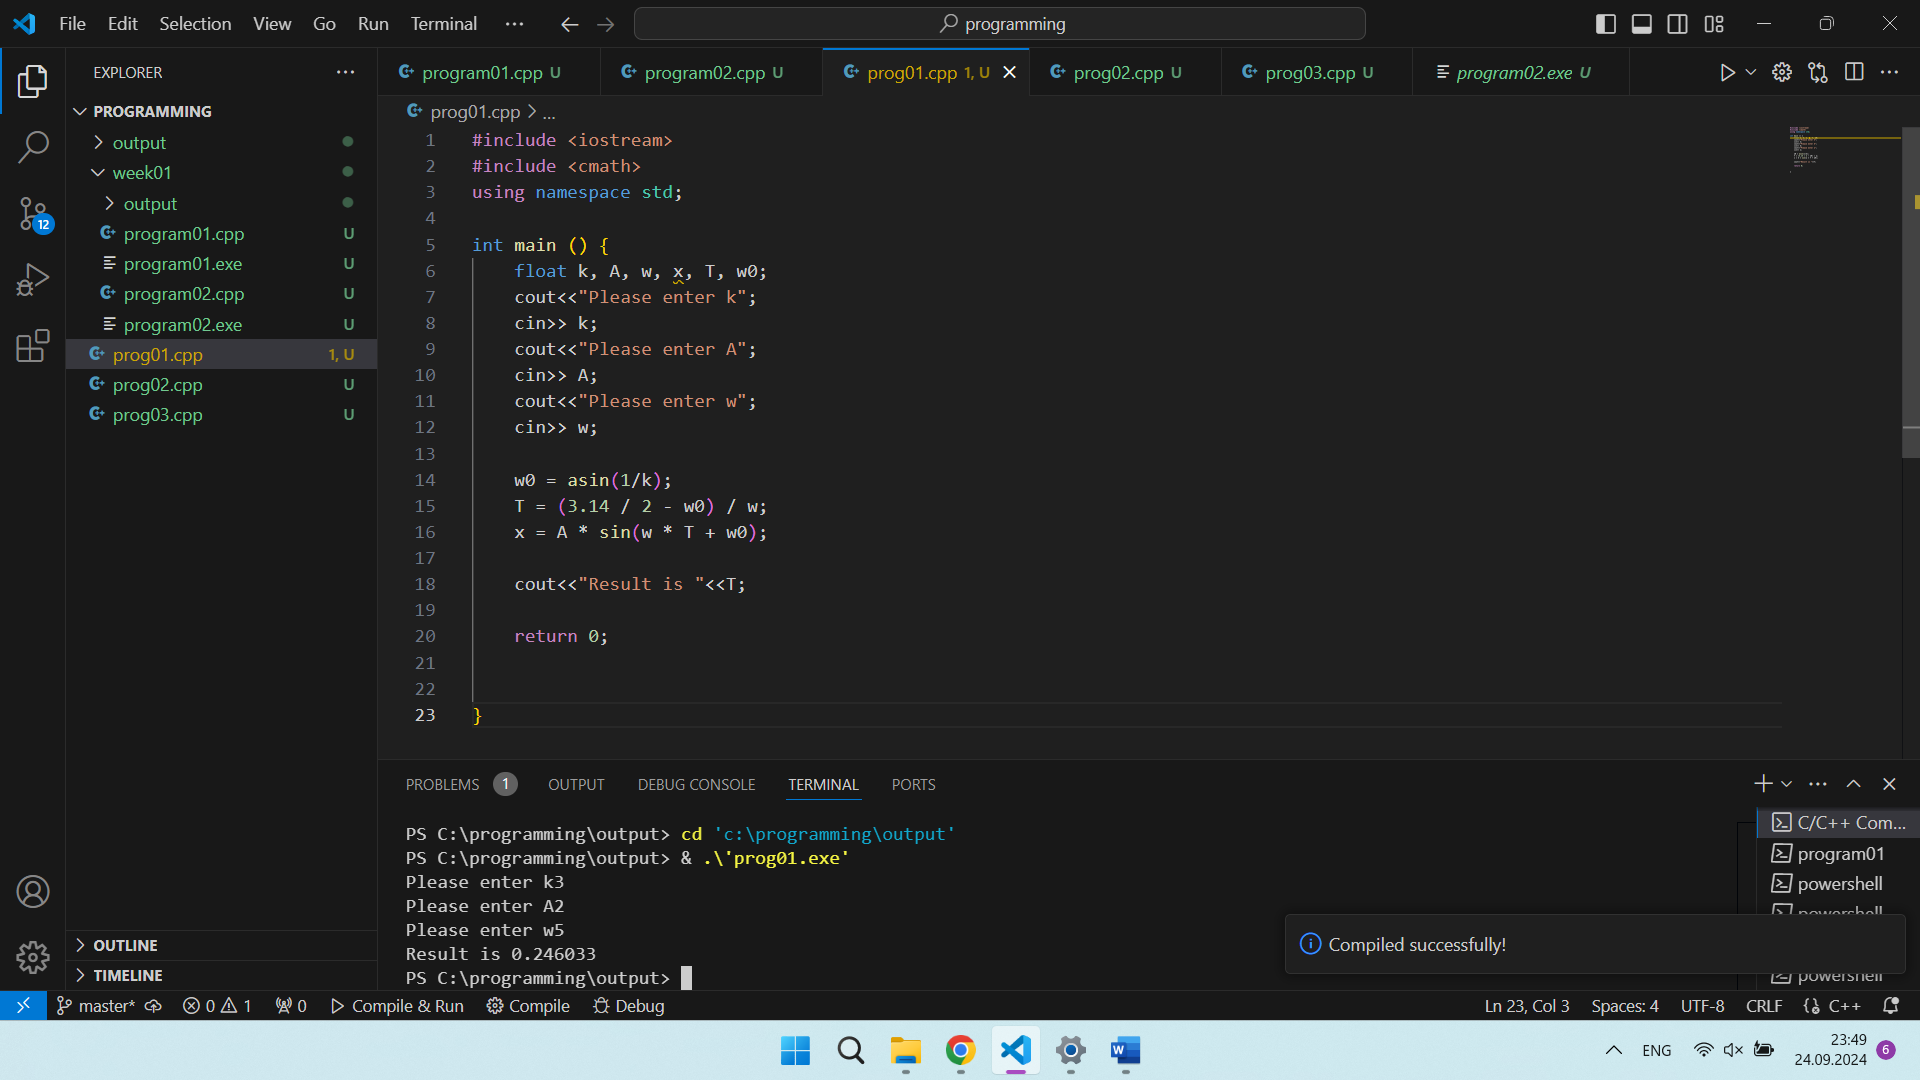 File Edit Selection View Go Run Terminal ··· programming
EXPLORER ···
PROGRAMMING
output
week01
output
program01.cpp U
program01.exe U
program02.cpp U
program02.exe U
prog01.cpp 1, U
prog02.cpp U
prog03.cpp U
OUTLINE
TIMELINE
12
program01.cpp U program02.cpp U prog01.cpp 1, U prog02.cpp U prog03.cpp U program02.exe U
prog01.cpp > ...
1 #include <iostream>
2 #include <cmath>
3 using namespace std;
4
5 int main () {
6 float k, A, w, x, T, w0;
7 cout<<"Please enter k";
8 cin>> k;
9 cout<<"Please enter A";
10 cin>> A;
11 cout<<"Please enter w";
12 cin>> w;
13
14 w0 = asin(1/k);
15 T = (3.14 / 2 - w0) / w;
16 x = A * sin(w * T + w0);
17
18 cout<<"Result is "<<T;
19
20 return 0;
21
22
23 }
PROBLEMS 1 OUTPUT DEBUG CONSOLE TERMINAL PORTS
PS C:\programming\output> cd 'c:\programming\output'
PS C:\programming\output> & .\'prog01.exe'
Please enter k3
Please enter A2
Please enter w5
Result is 0.246033
PS C:\programming\output>
C/C++ Com...
program01
powershell
powershell
Compiled successfully!
powershell
master* 0 1 0 Compile & Run Compile Debug Ln 23, Col 3 Spaces: 4 UTF-8 CRLF C++
ENG 23:49
24.09.2024 6